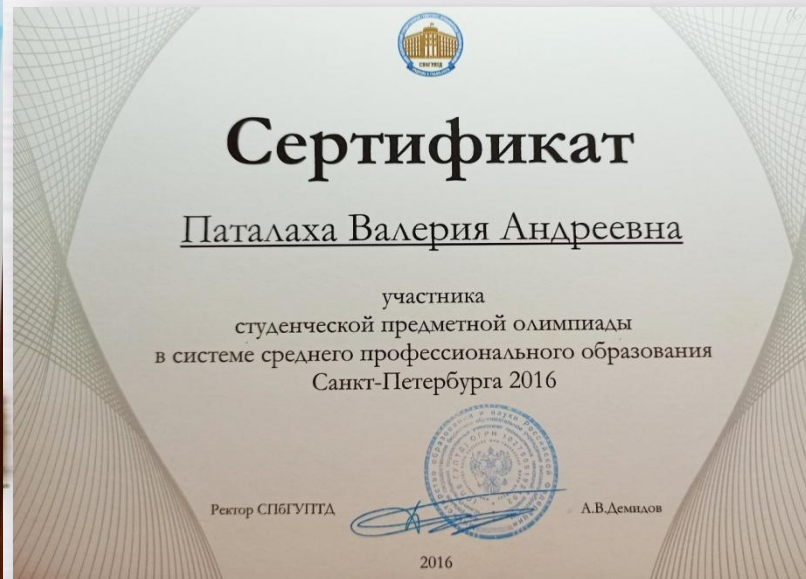 СПбГУПТД
Сертификат
Паталаха Валерия Андреевна
участника
студенческой предметной олимпиады
в системе среднего профессионального образования
Санкт-Петербурга 2016
Ректор СПбГУПТД
А.В.Демидов
2016